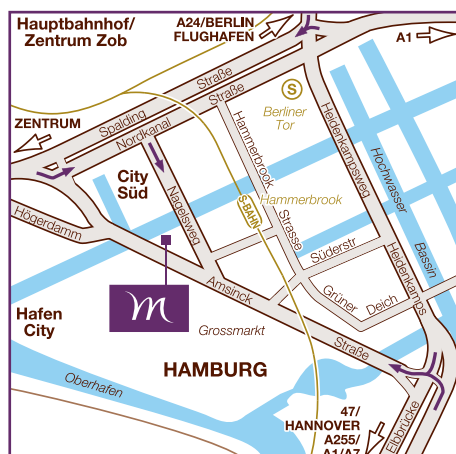 Hauptbahnhof/
Zentrum Zob
A24/BERLIN
FLUGHAFEN
A1
ZENTRUM
Spalding
Straße
Nordkanal
Straße
S
Berliner
Tor
Hammerbrook
Strasse
Heidenkampsweg
Hochwasser
Bassin
City
Süd
Nagelsweg
S-BAHN
Hammerbrook
Högerdamm
Süderstr
Heidenkamps
Amsinck
Straße
Grüner
Deich
m
Hafen
City
Grossmarkt
HAMBURG
Oberhafen
47/
HANNOVER
A255/
A1/A7
Elbbrücke